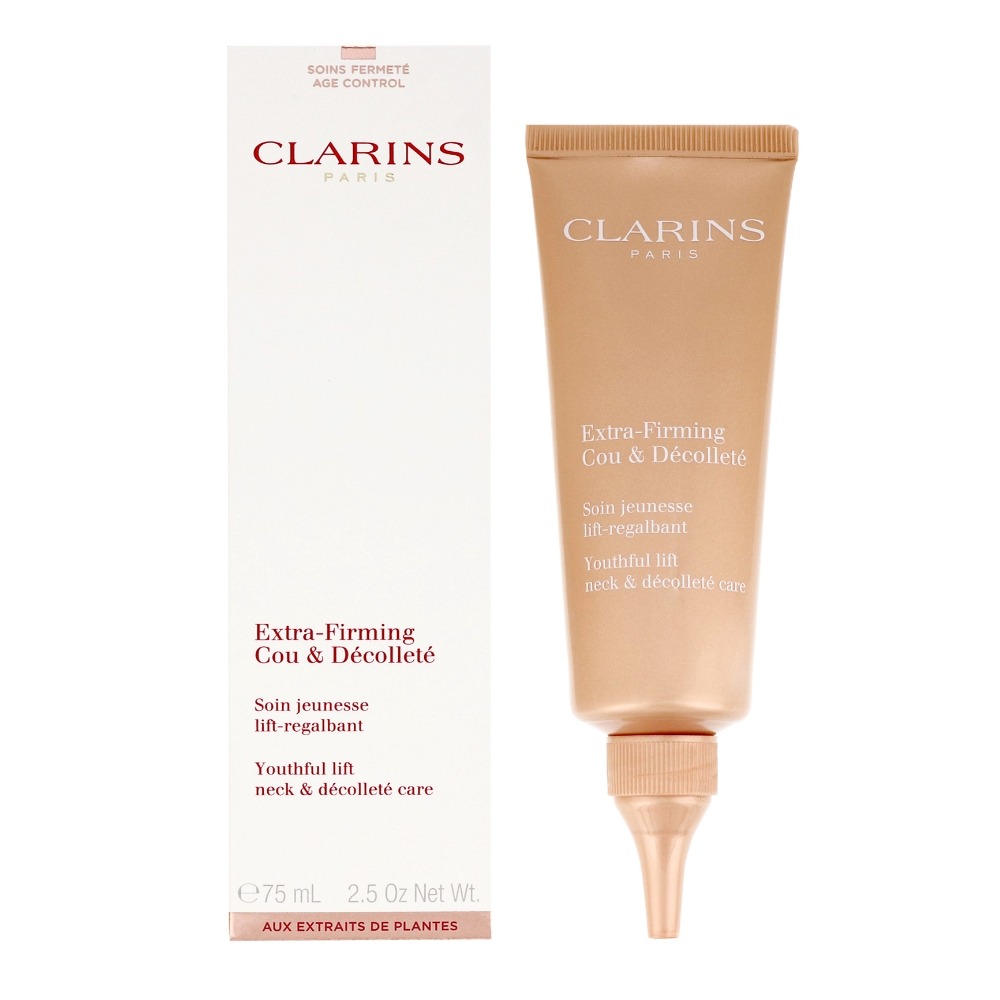 SOINS FERMETÉ
AGE CONTROL
CLARINS
PARIS
Extra-Firming
Cou & Décolleté
Soin jeunesse
lift-regalbant
Youthful lift
neck & décolleté care
℮75 mL 2.5 Oz Net Wt.
AUX EXTRAITS DE PLANTES
CLARINS
PARIS
Extra-Firming
Cou & Décolleté
Soin jeunesse
lift-regalbant
Youthful lift
neck & décolleté care